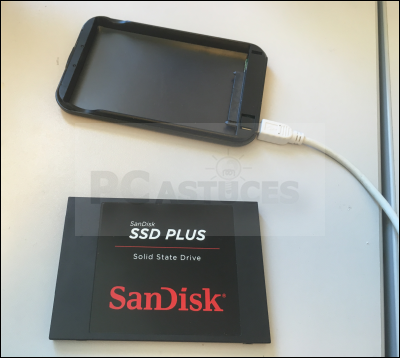 PC ASTUCES
SanDisk
SSD PLUS
Solid State Drive
SanDisk®